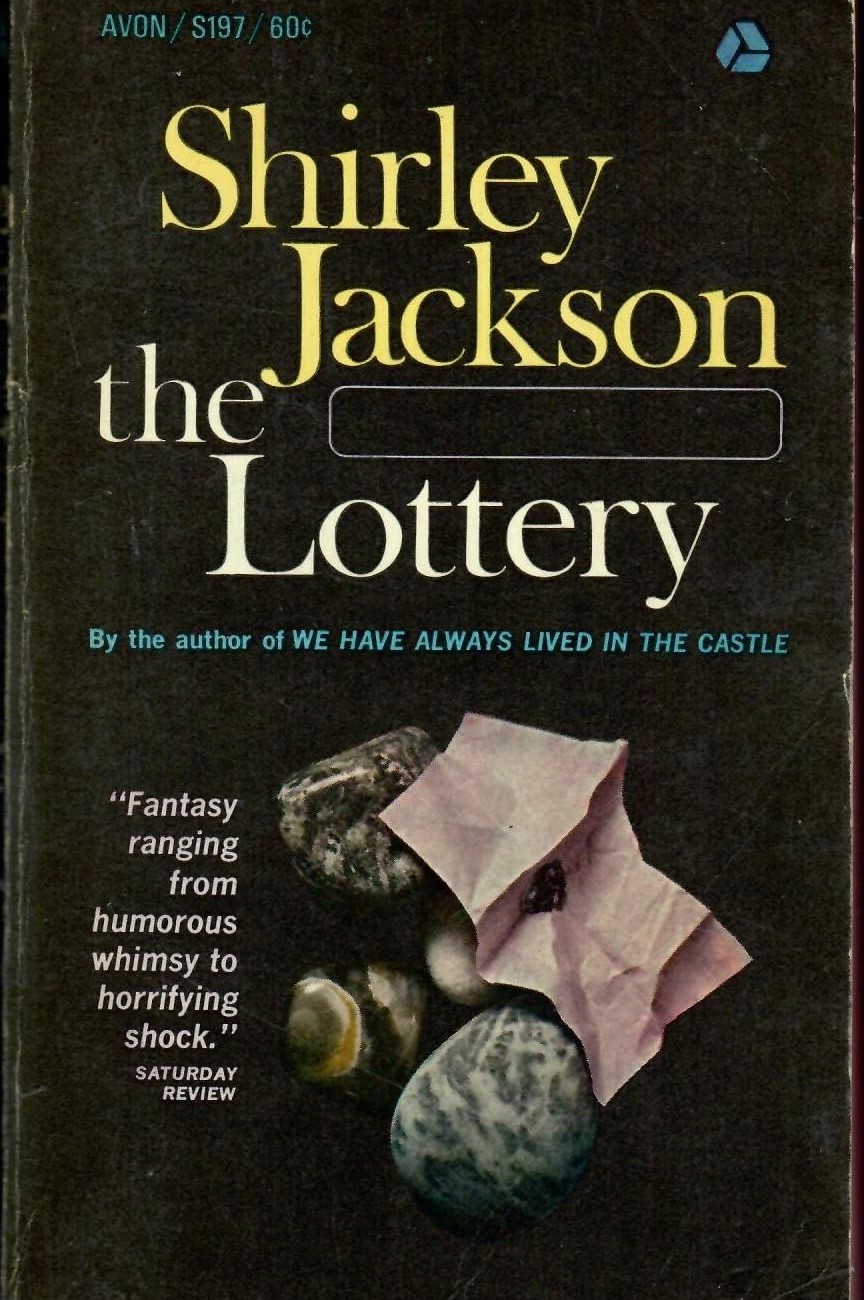 AVON/S197/60¢
Shirley
Jackson
the
Lottery
By the author of WE HAVE ALWAYS LIVED IN THE CASTLE
“Fantasy
ranging
from
humorous
whimsy to
horrifying
shock.”
SATURDAY
REVIEW